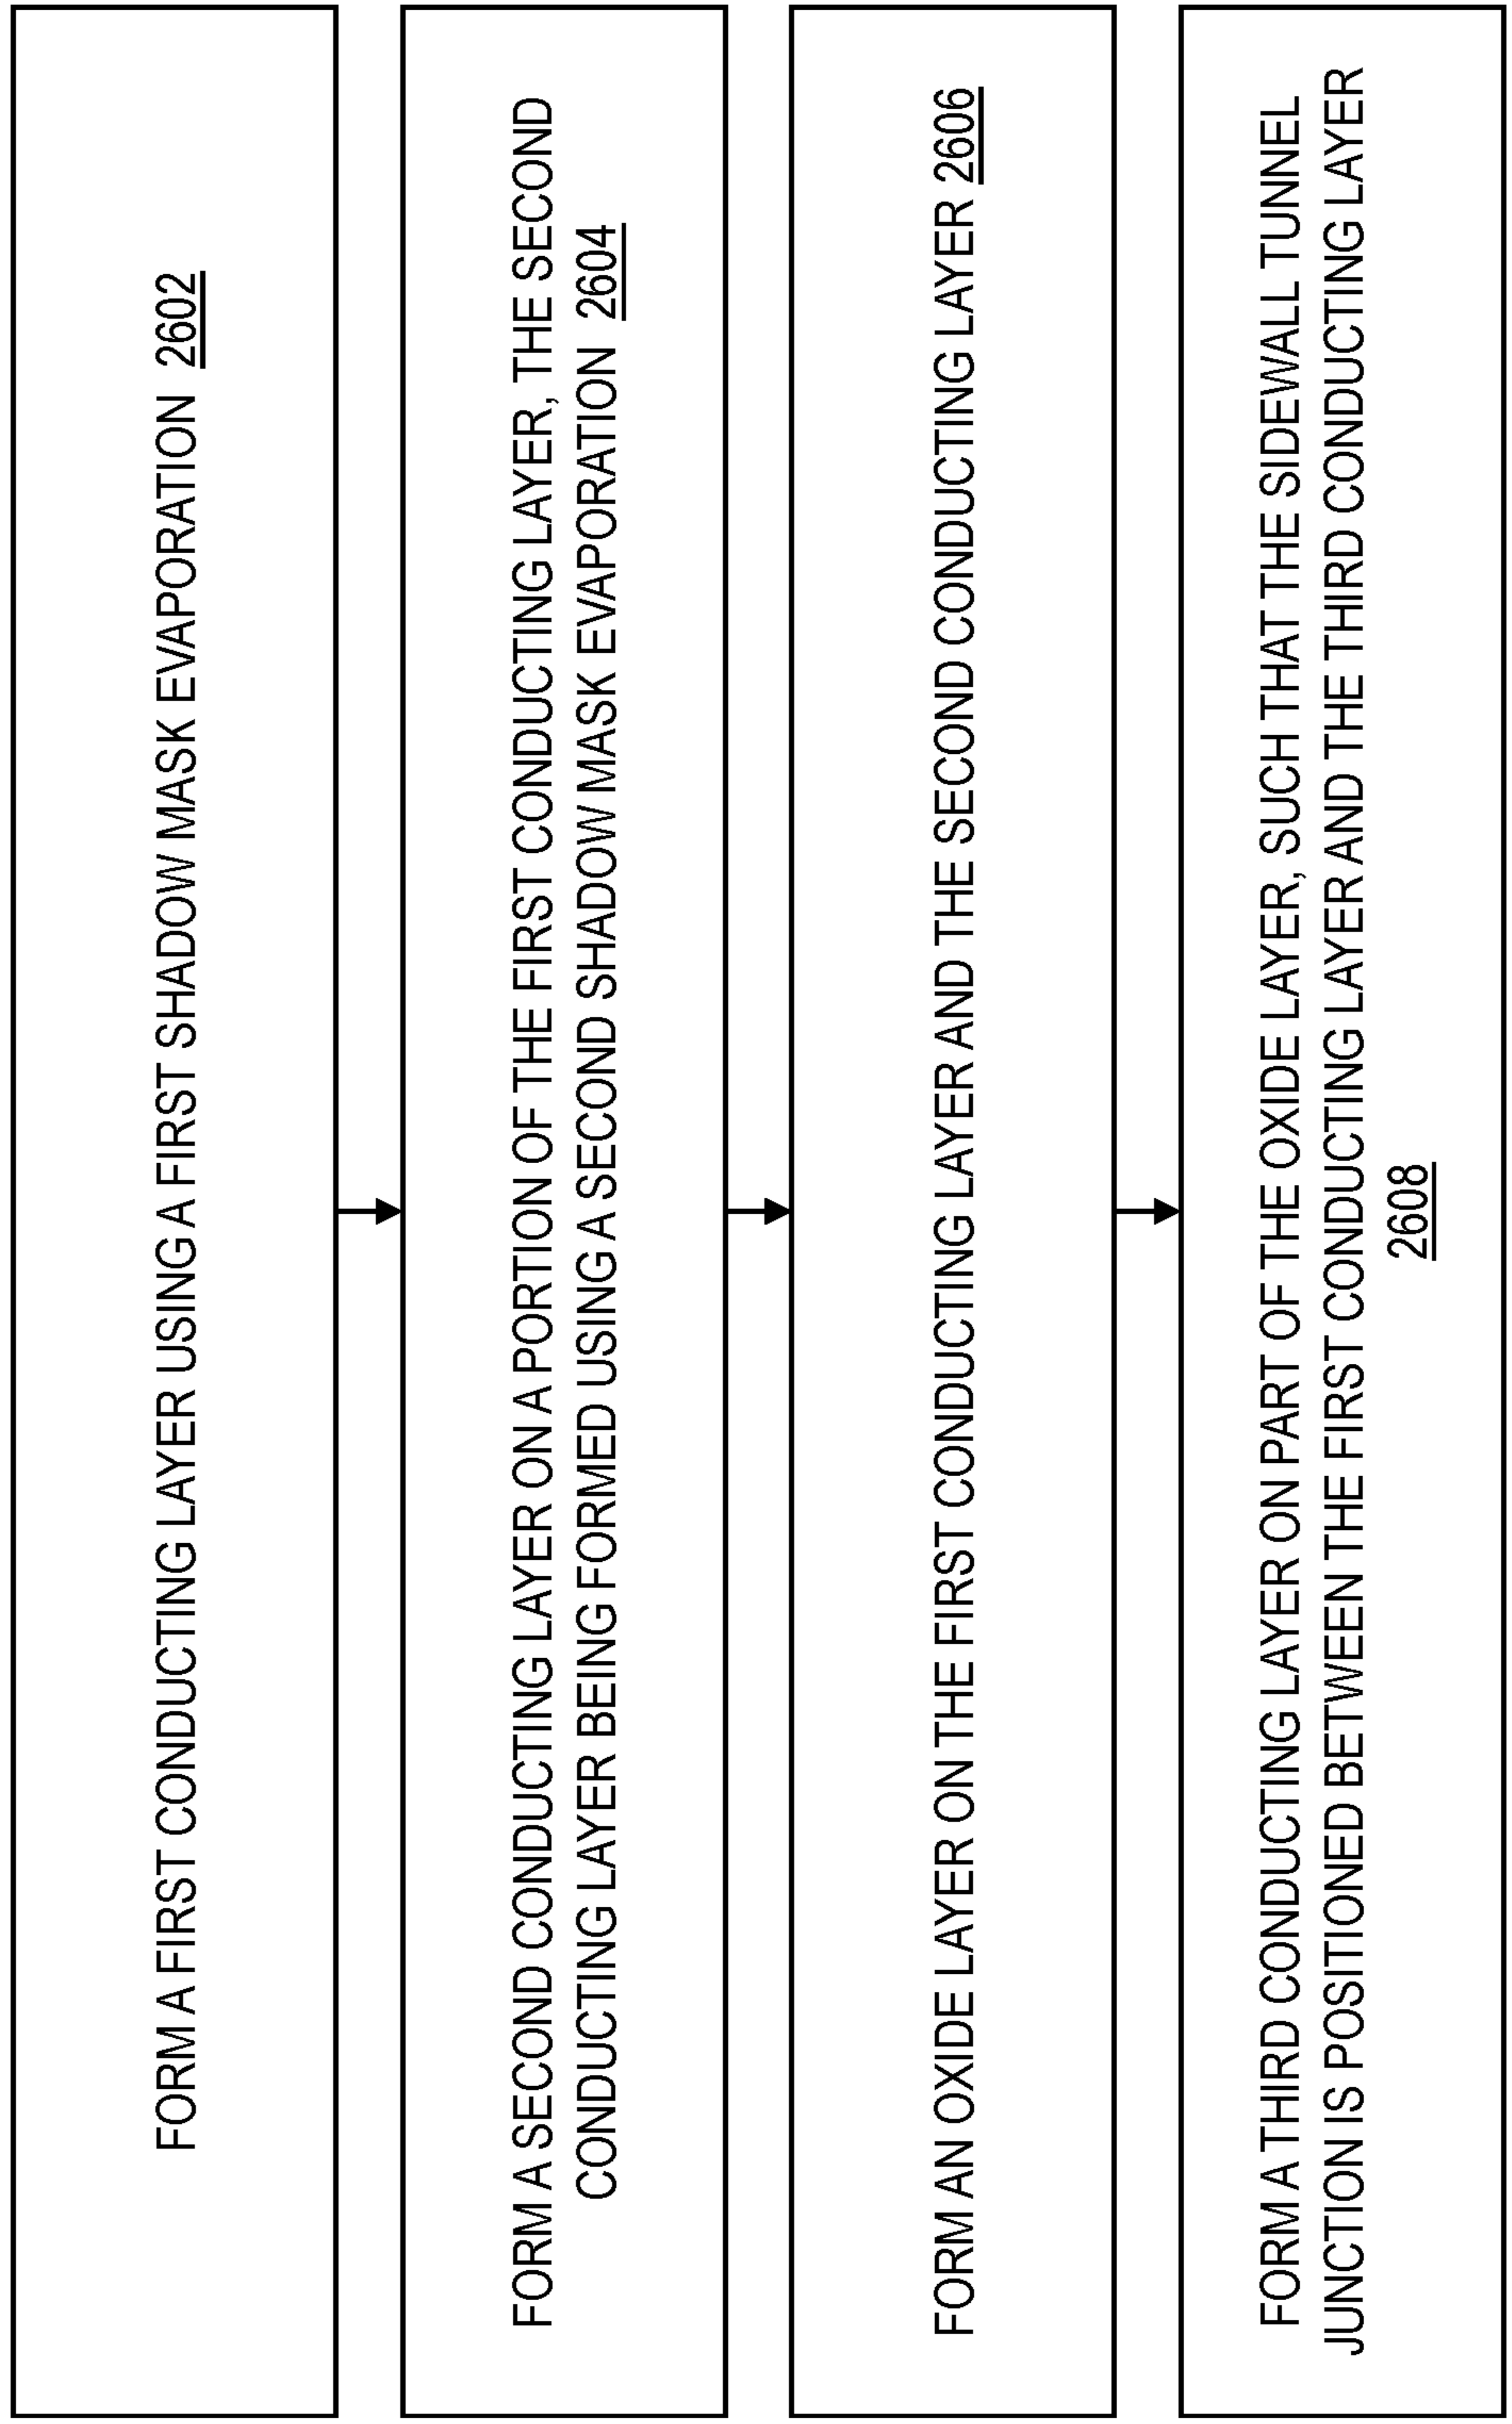 FORM A FIRST CONDUCTING LAYER USING A FIRST SHADOW MASK EVAPORATION 2602
FORM A SECOND CONDUCTING LAYER ON A PORTION OF THE FIRST CONDUCTING LAYER, THE SECOND
CONDUCTING LAYER BEING FORMED USING A SECOND SHADOW MASK EVAPORATION 2604
FORM AN OXIDE LAYER ON THE FIRST CONDUCTING LAYER AND THE SECOND CONDUCTING LAYER 2606
FORM A THIRD CONDUCTING LAYER ON PART OF THE OXIDE LAYER, SUCH THAT THE SIDEWALL TUNNEL
JUNCTION IS POSITIONED BETWEEN THE FIRST CONDUCTING LAYER AND THE THIRD CONDUCTING LAYER
2608